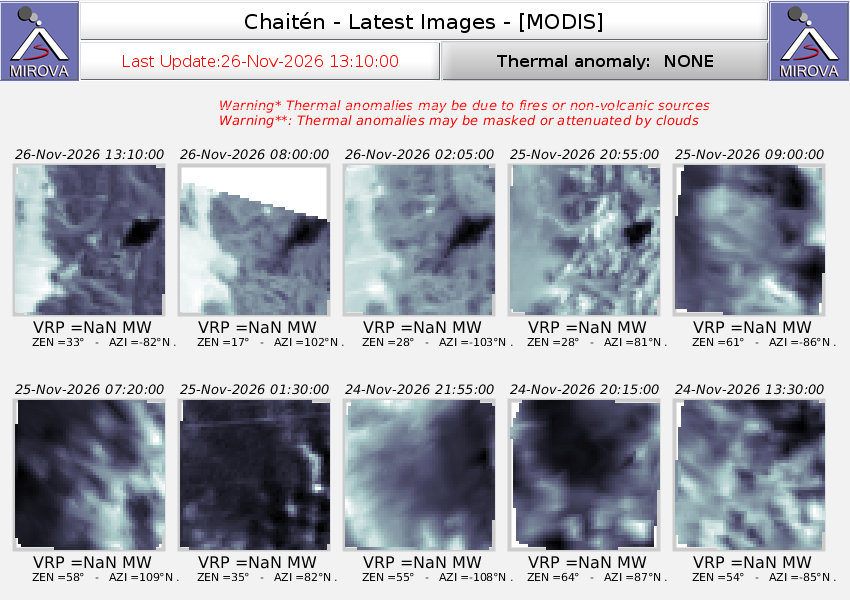 Chaitén - Latest Images - [MODIS]
MIROVA
Last Update:26-Nov-2026 13:10:00
Thermal anomaly: NONE
MIROVA
Warning* Thermal anomalies may be due to fires or non-volcanic sources
Warning**: Thermal anomalies may be masked or attenuated by clouds
26-Nov-2026 13:10:00 26-Nov-2026 08:00:00 26-Nov-2026 02:05:00 25-Nov-2026 20:55:00 25-Nov-2026 09:00:00
VRP =NaN MW VRP =NaN MW VRP =NaN MW VRP =NaN MW VRP =NaN MW
ZEN =33° - AZI =-82°N . ZEN =17° - AZI =102°N . ZEN =28° - AZI =-103°N . ZEN =28° - AZI =81°N . ZEN =61° - AZI =-86°N .
25-Nov-2026 07:20:00 25-Nov-2026 01:30:00 24-Nov-2026 21:55:00 24-Nov-2026 20:15:00 24-Nov-2026 13:30:00
VRP =NaN MW VRP =NaN MW VRP =NaN MW VRP =NaN MW VRP =NaN MW
ZEN =58° - AZI =109°N . ZEN =35° - AZI =82°N . ZEN =55° - AZI =-108°N . ZEN =64° - AZI =87°N . ZEN =54° - AZI =-85°N .